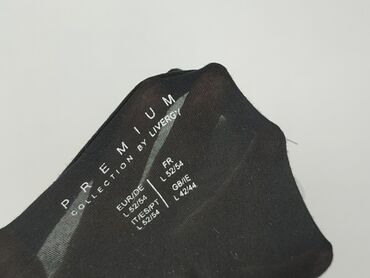 PREMIUM
COLLECTION BY LIVERGY
EUR/DE
L 52/54
IT/ES/PT
L 52/54
FR
L 52/54
GB/IE
L 42/44